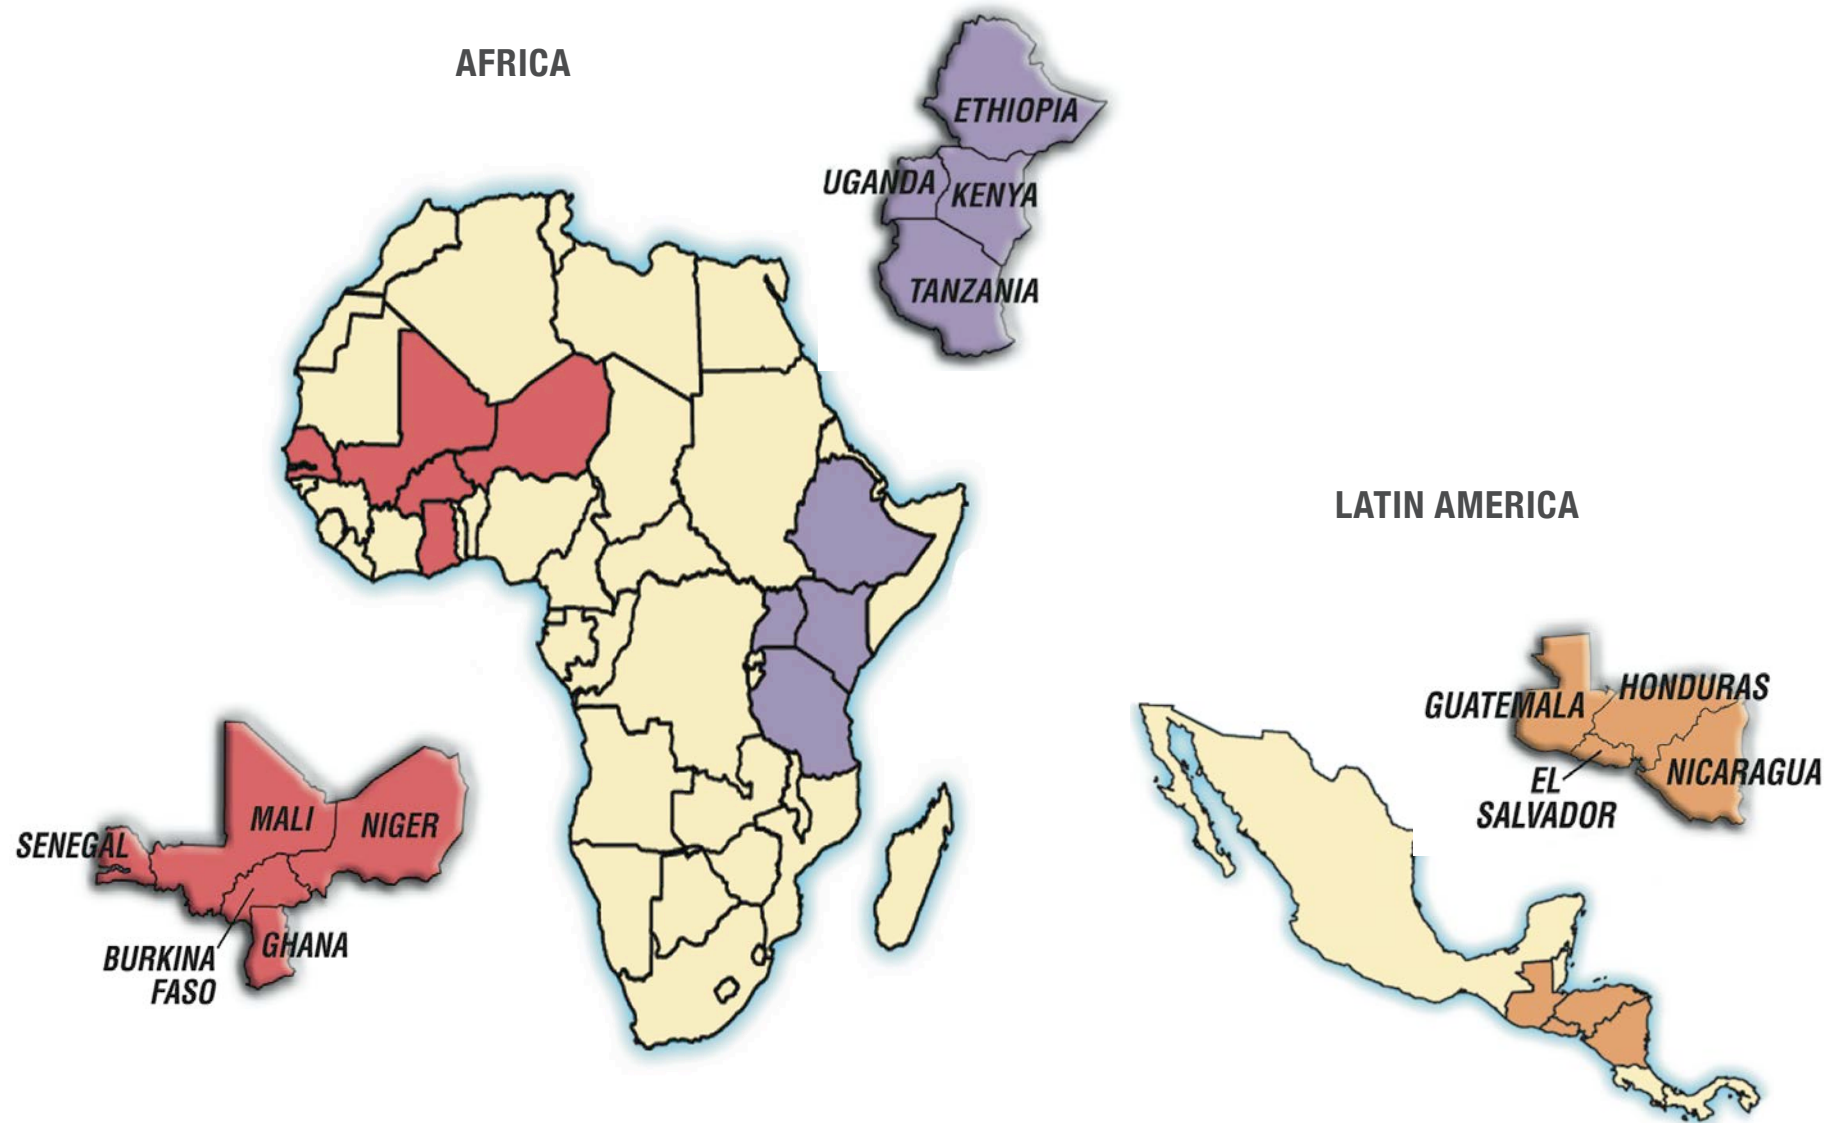 AFRICA
ETHIOPIA
UGANDA
KENYA
TANZANIA
SENEGAL
MALI
NIGER
BURKINA
FASO
GHANA
LATIN AMERICA
GUATEMALA
HONDURAS
EL
SALVADOR
NICARAGUA